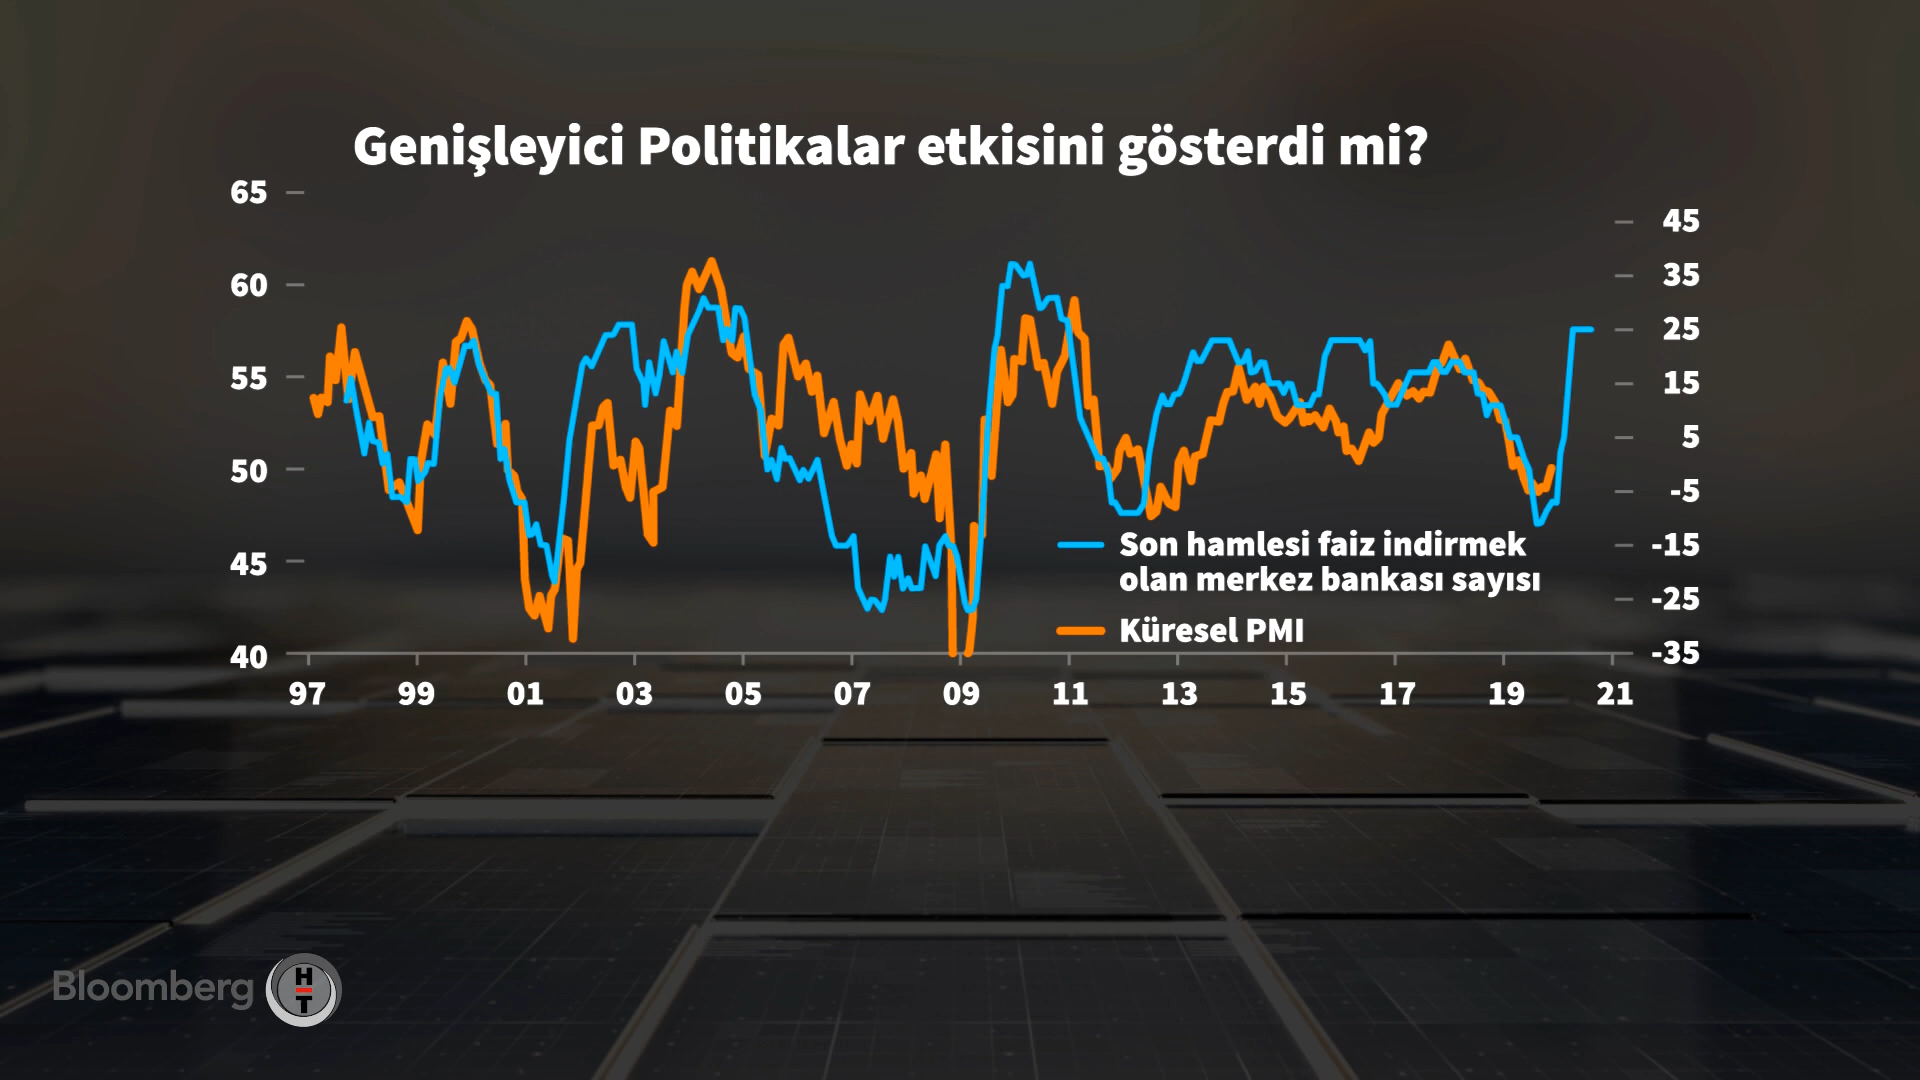 Genişleyici Politikalar etkisini gösterdi mi?
65
60
55
50
45
40
45
35
25
15
5
-5
-15
-25
-35
Son hamlesi faiz indirmek
olan merkez bankası sayısı
Küresel PMI
97 99 01 03 05 07 09 11 13 15 17 19 21
Bloomberg HT